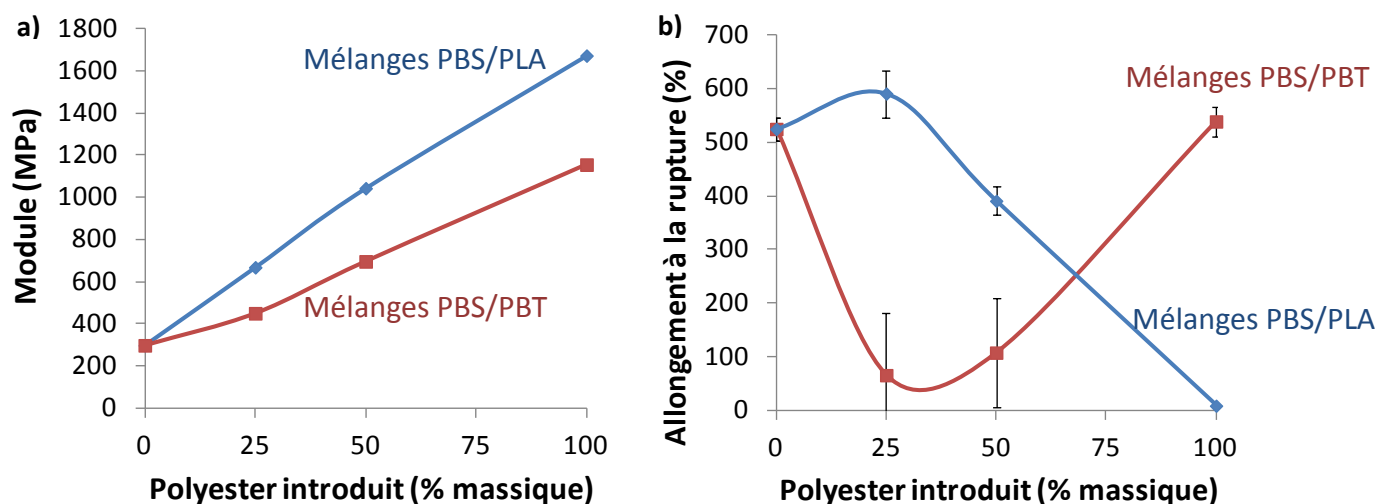 a)
Module (MPa)
1800
1600
1400
1200
1000
800
600
400
200
0
0 25 50 75 100
Polyester introduit (% massique)
Mélanges PBS/PLA
Mélanges PBS/PBT
b)
Allongement à la rupture (%)
700
600
500
400
300
200
100
0
0 25 50 75 100
Polyester introduit (% massique)
Mélanges PBS/PBT
Mélanges PBS/PLA